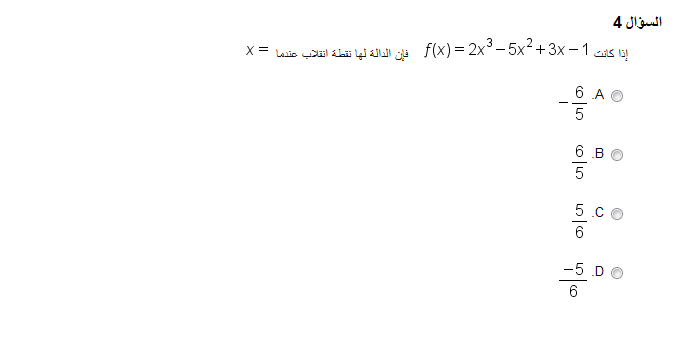 السؤال 4
إذا كانت f(x) = 2x³ – 5x² + 3x – 1 فإن الدالة لها نقطة انقلاب عندما x =
A. –6/5
B. 6/5
C. 5/6
D. –5/6